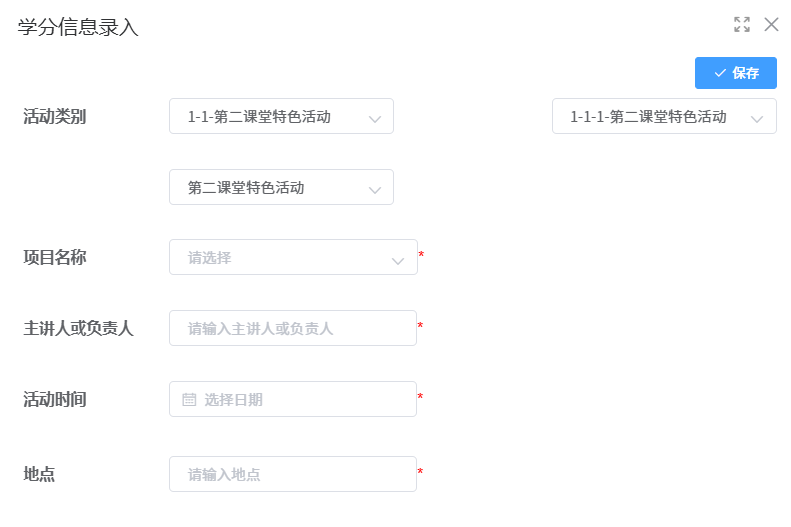 学分信息录入
保存
活动类别 1-1-第二课堂特色活动 1-1-1-第二课堂特色活动
第二课堂特色活动
项目名称 请选择 *
主讲人或负责人 请输入主讲人或负责人 *
活动时间 选择日期 *
地点 请输入地点 *